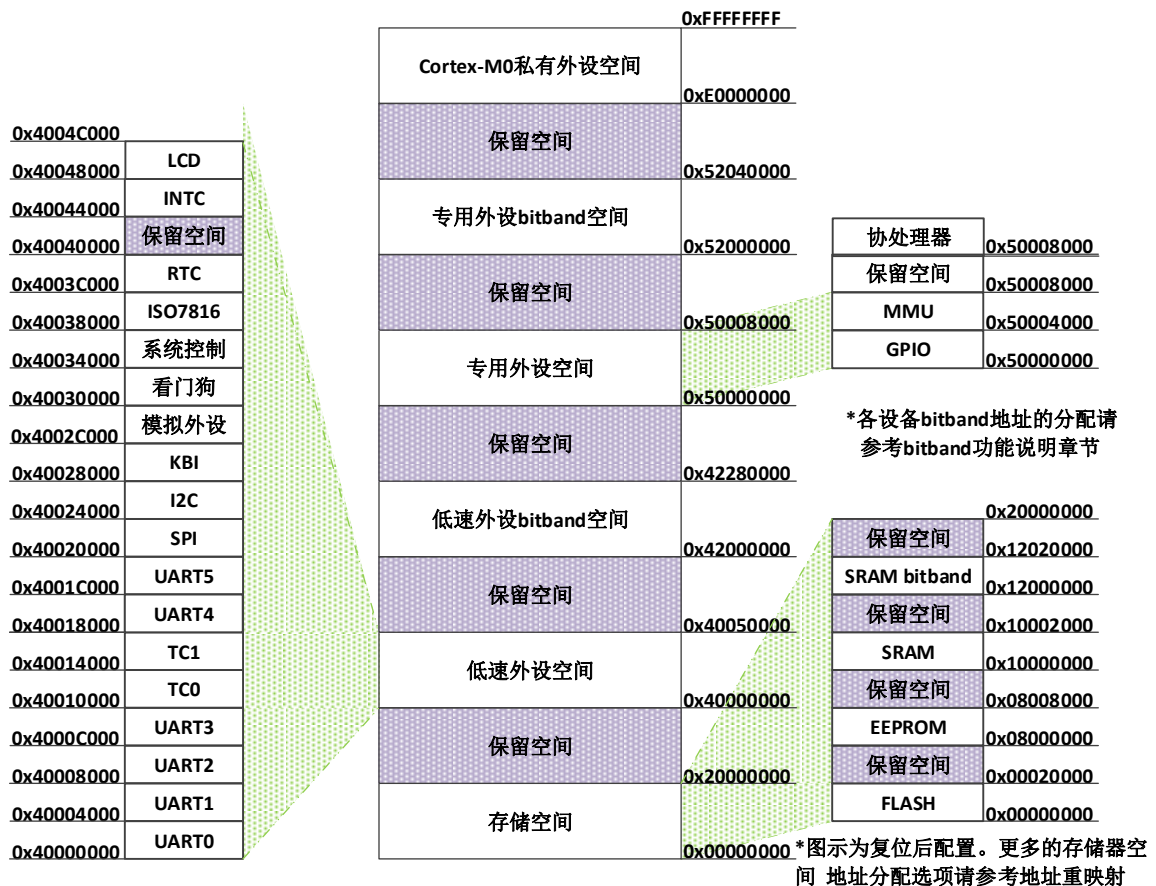 0x4004C000
LCD
0x40048000
INTC
0x40044000
保留空间
0x40040000
RTC
0x4003C000
ISO7816
0x40038000
系统控制
0x40034000
看门狗
0x40030000
模拟外设
0x4002C000
KBI
0x40028000
I2C
0x40024000
SPI
0x40020000
UART5
0x4001C000
UART4
0x40018000
TC1
0x40014000
TC0
0x40010000
UART3
0x4000C000
UART2
0x40008000
UART1
0x40004000
UART0
0x40000000
0xFFFFFFFF
Cortex-M0私有外设空间
0xE0000000
保留空间
0x52040000
专用外设bitband空间
0x52000000
保留空间
0x50008000
专用外设空间
0x50000000
保留空间
0x42280000
低速外设bitband空间
0x42000000
保留空间
0x40050000
低速外设空间
0x40000000
保留空间
0x20000000
存储空间
0x00000000
协处理器
0x50008000
保留空间
0x50008000
MMU
0x50004000
GPIO
0x50000000
*各设备bitband地址的分配请
参考bitband功能说明章节
0x20000000
保留空间
0x12020000
SRAM bitband
0x12000000
保留空间
0x10002000
SRAM
0x10000000
保留空间
0x08008000
EEPROM
0x08000000
保留空间
0x00020000
FLASH
0x00000000
*图示为复位后配置。更多的存储器空
间 地址分配选项请参考地址重映射